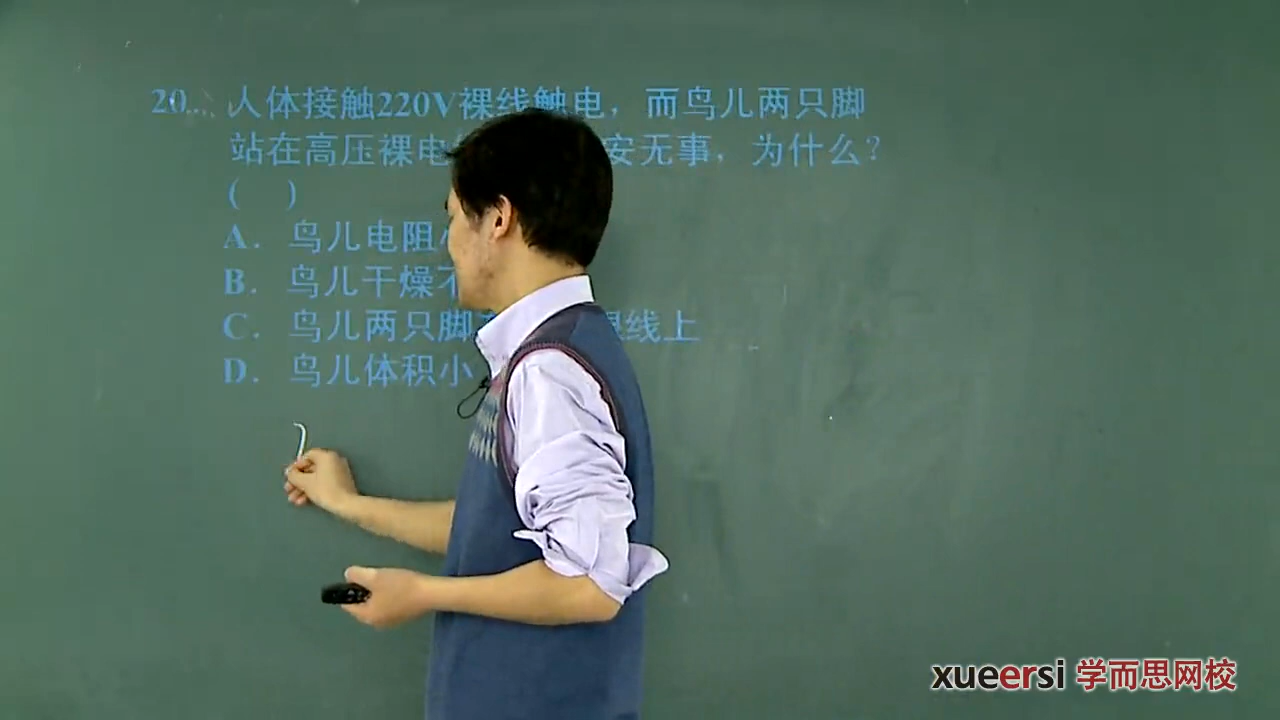 20... 人体接触220V裸线触电，而鸟儿两只脚
站在高压裸电 安无事，为什么？
( )
A． 鸟儿电阻
B． 鸟儿干燥不
C． 鸟儿两只脚 裸线上
D． 鸟儿体积小
xueersi 学而思网校